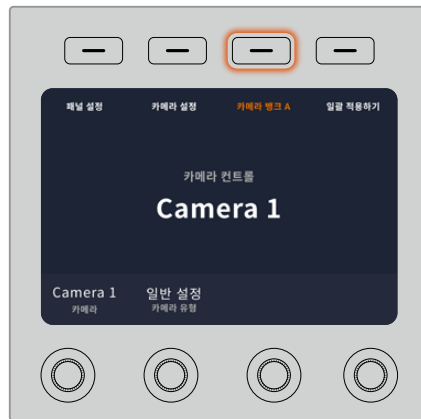 패널 설정 카메라 설정 카메라 뱅크 A 일괄 적용하기
카메라 컨트롤
Camera 1
Camera 1 일반 설정
카메라 카메라 유형